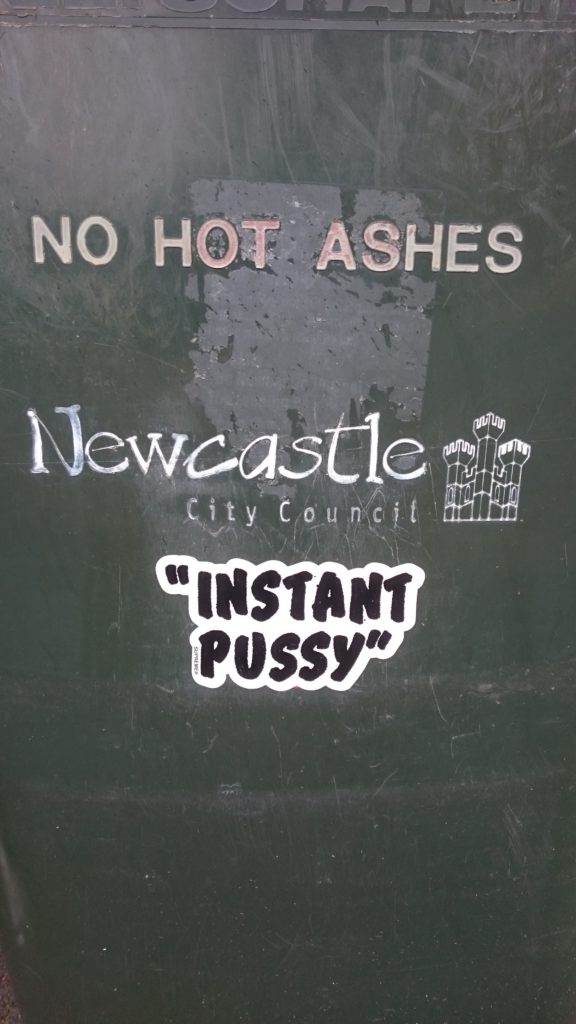 NO HOT ASHES
Newcastle
City Council
"INSTANT
PUSSY"